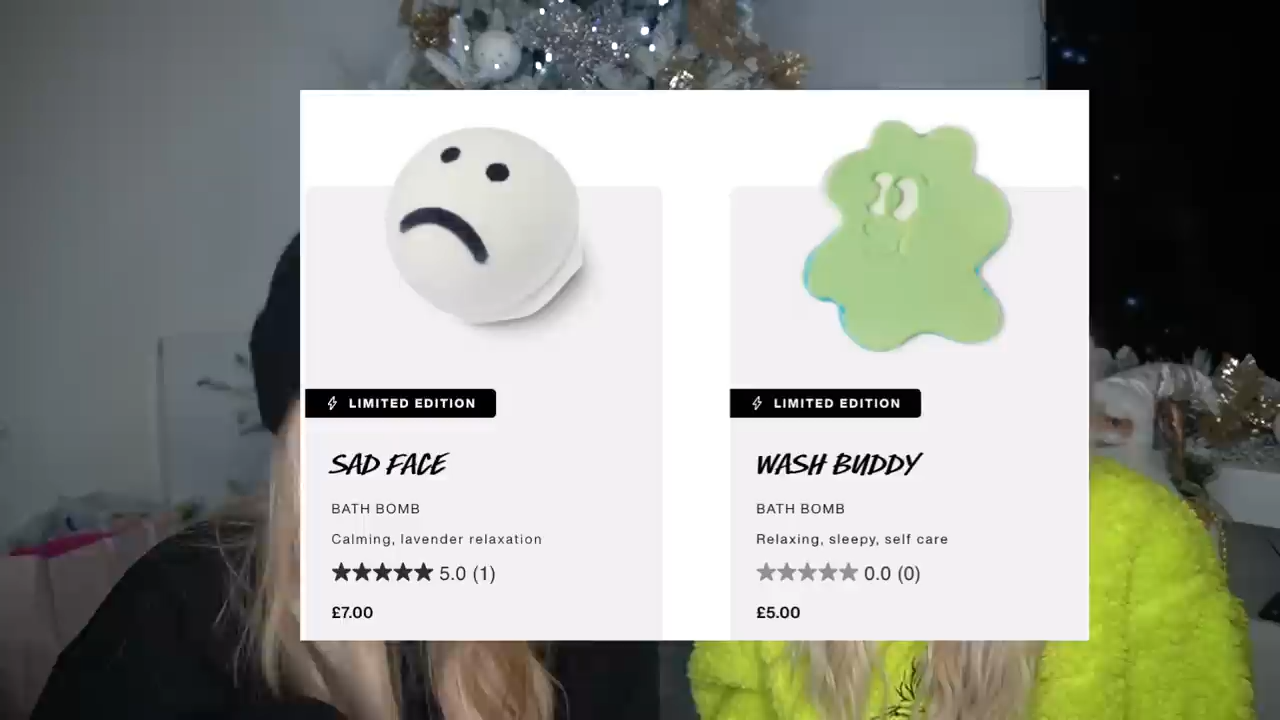 LIMITED EDITION
SAD FACE
BATH BOMB
Calming, lavender relaxation
5.0 (1)
£7.00
LIMITED EDITION
WASH BUDDY
BATH BOMB
Relaxing, sleepy, self care
0.0 (0)
£5.00